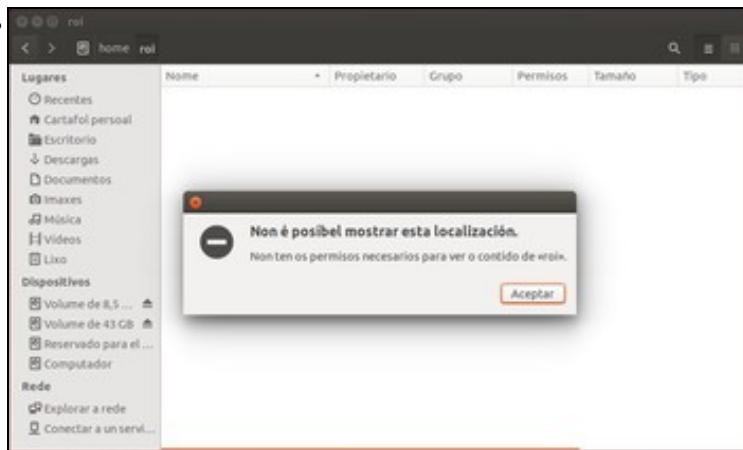 roi
home roi
Lugares
Recentes
Cartafol persoal
Escritorio
Descargas
Documentos
Imaxes
Música
Vídeos
Lixo
Dispositivos
Volume de 8,5 ...
Volume de 43 GB
Reservado para el ...
Computador
Rede
Explorar a rede
Conectar a un servi...
Nome Propietario Grupo Permisos Tamaño Tipo
Non é posíbel mostrar esta localización.
Non ten os permisos necesarios para ver o contido de «roi».
Aceptar